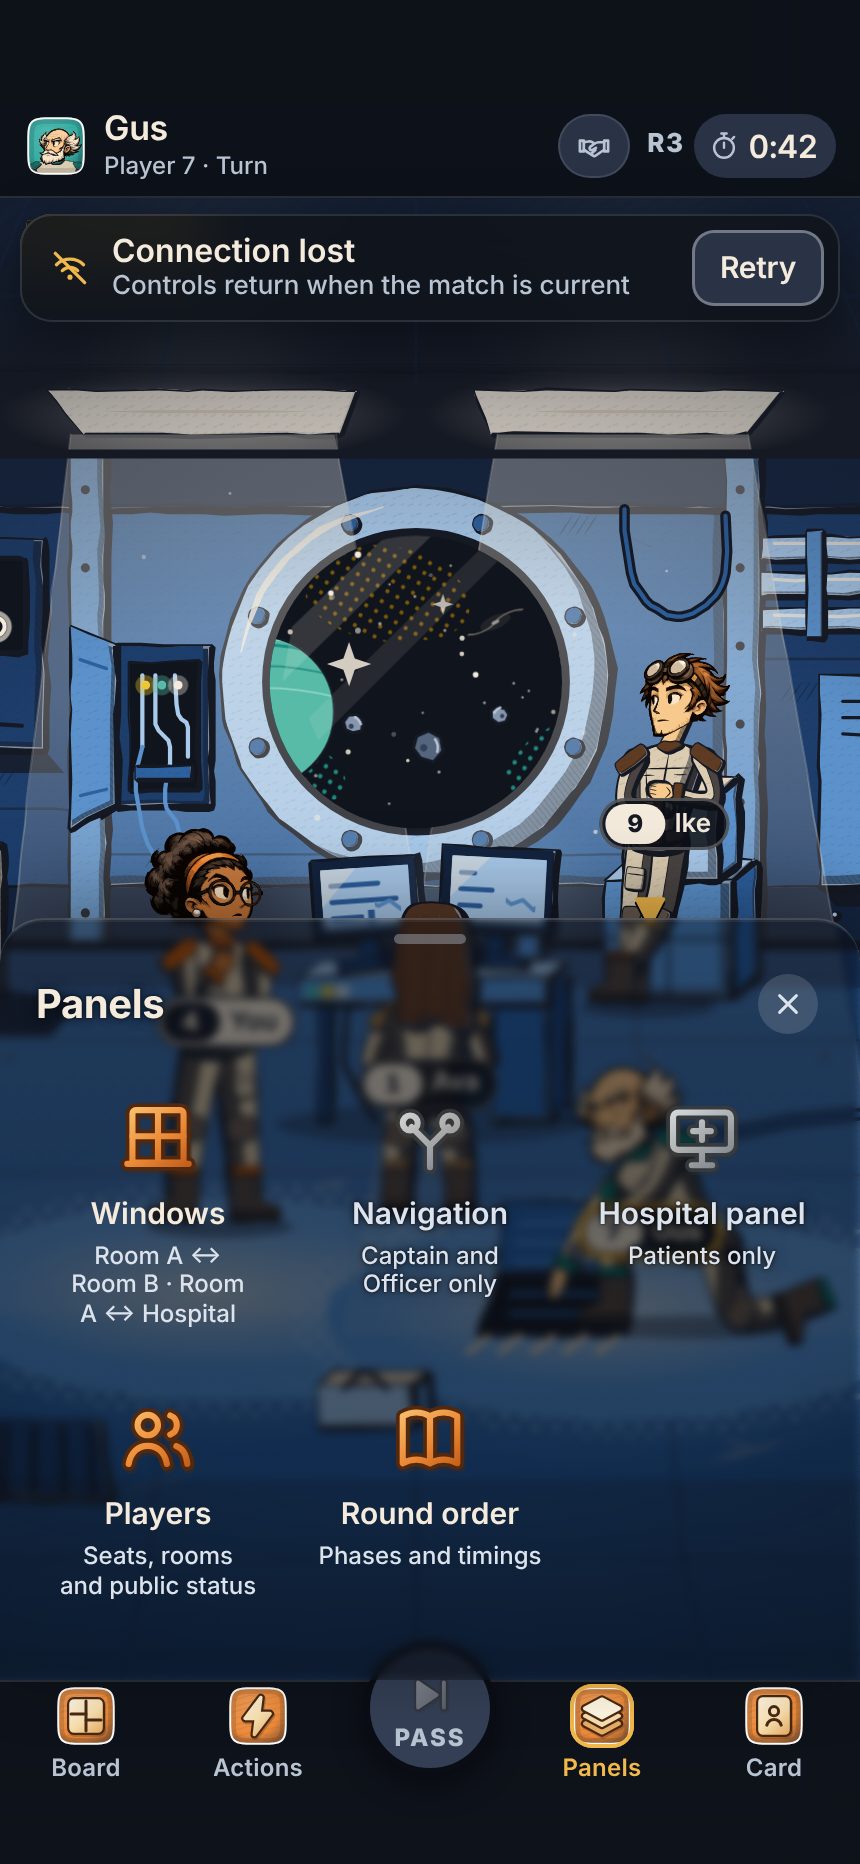 Gus
Player 7 · Turn
R3
0:42
Connection lost
Controls return when the match is current
Retry
9 Ike
Panels
4 You
Windows
Room A ↔
Room B · Room
A ↔ Hospital
Navigation
Captain and
Officer only
Hospital panel
Patients only
Players
Seats, rooms
and public status
Round order
Phases and timings
PASS
Board
Actions
Panels
Card